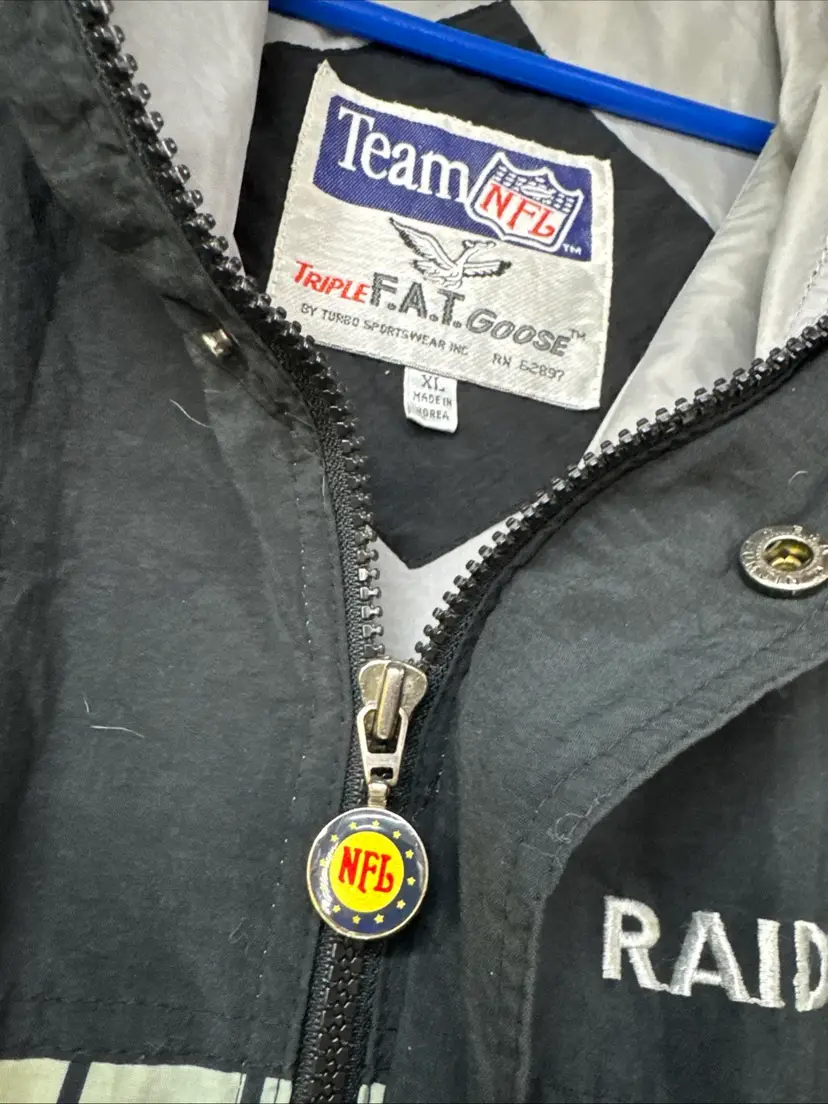 Team NFL TM
TRIPLE F.A.T. GOOSE TM
BY TURBO SPORTSWEAR INC RN 62897
XL
MADE IN
KOREA
NFL
RAID